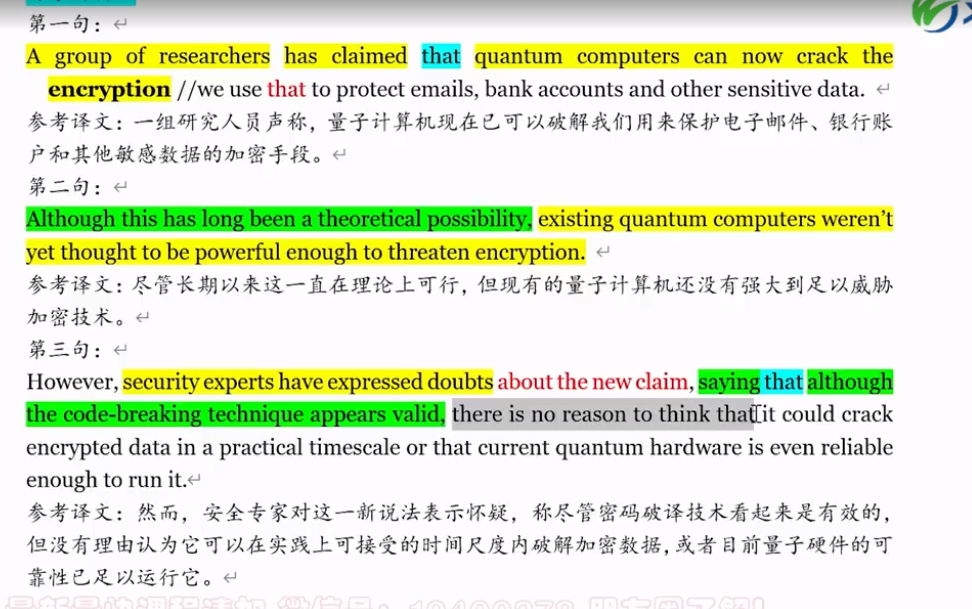 第一句：
A group of researchers has claimed that quantum computers can now crack the
encryption //we use that to protect emails, bank accounts and other sensitive data.
参考译文：一组研究人员声称，量子计算机现在已可以破解我们用来保护电子邮件、银行账
户和其他敏感数据的加密手段。
第二句：
Although this has long been a theoretical possibility, existing quantum computers weren’t
yet thought to be powerful enough to threaten encryption.
参考译文：尽管长期以来这一直在理论上可行，但现有的量子计算机还没有强大到足以威胁
加密技术。
第三句：
However, security experts have expressed doubts about the new claim, saying that although
the code-breaking technique appears valid, there is no reason to think that it could crack
encrypted data in a practical timescale or that current quantum hardware is even reliable
enough to run it.
参考译文：然而，安全专家对这一新说法表示怀疑，称尽管密码破译技术看起来是有效的，
但没有理由认为它可以在实践上可接受的时间尺度内破解加密数据，或者目前量子硬件的可
靠性已足以运行它。